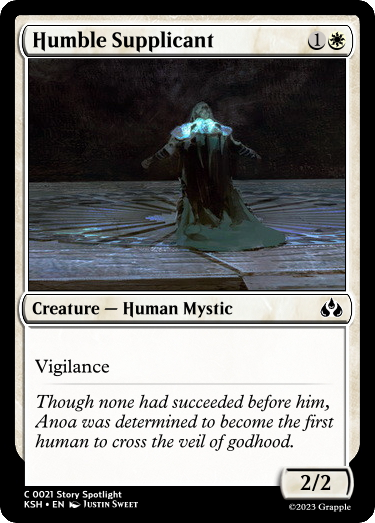 Humble Supplicant 1
Creature — Human Mystic
Vigilance
Though none had succeeded before him,
Anoa was determined to become the first
human to cross the veil of godhood.
2/2
C 0021 Story Spotlight
KSH • EN Justin Sweet
©2023 Grapple